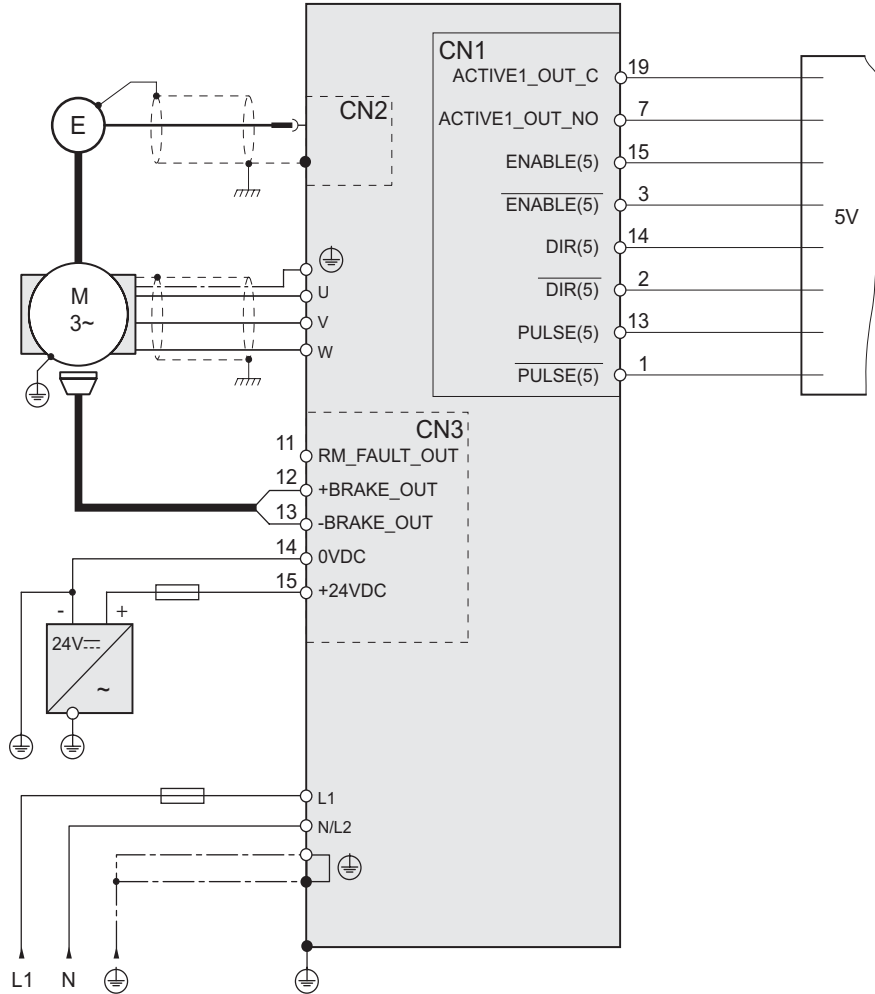 CN1
19
ACTIVE1_OUT_C
7
ACTIVE1_OUT_NO
15
ENABLE(5)
3
ENABLE(5)
14
DIR(5)
2
DIR(5)
13
PULSE(5)
1
PULSE(5)
5V
E
CN2
M
3~
U
V
W
CN3
11
RM_FAULT_OUT
12
+BRAKE_OUT
13
-BRAKE_OUT
14
0VDC
15
+24VDC
- +
24V
~
L1
N/L2
L1 N